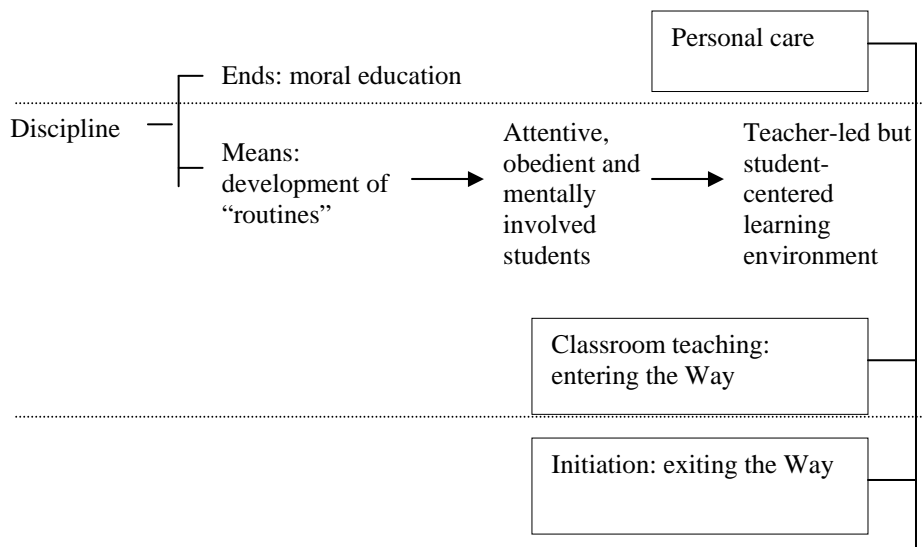 Personal care
Ends: moral education
Discipline
Means:
development of
“routines”
Attentive,
obedient and
mentally
involved
students
Teacher-led but
student-
centered
learning
environment
Classroom teaching:
entering the Way
Initiation: exiting the Way